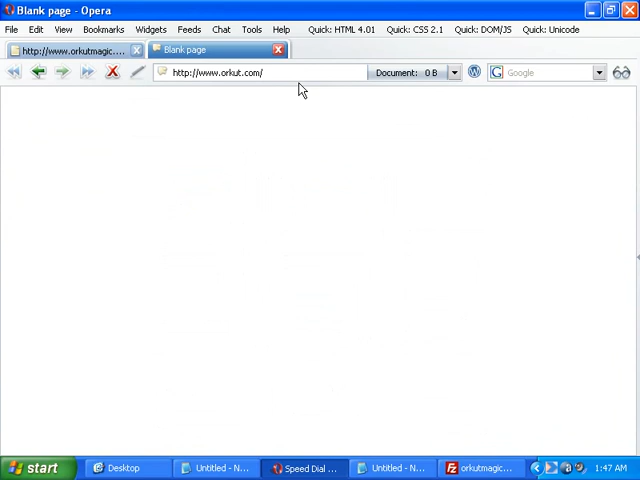 Blank page - Opera
File Edit View Bookmarks Widgets Feeds Chat Tools Help Quick: HTML 4.01 Quick: CSS 2.1 Quick: DOM/JS Quick: Unicode
http://www.orkutmagic.... Blank page
http://www.orkut.com/ Document: 0 B Google
start Desktop Untitled - N... Speed Dial ... Untitled - N... orkutmagic... 1:47 AM